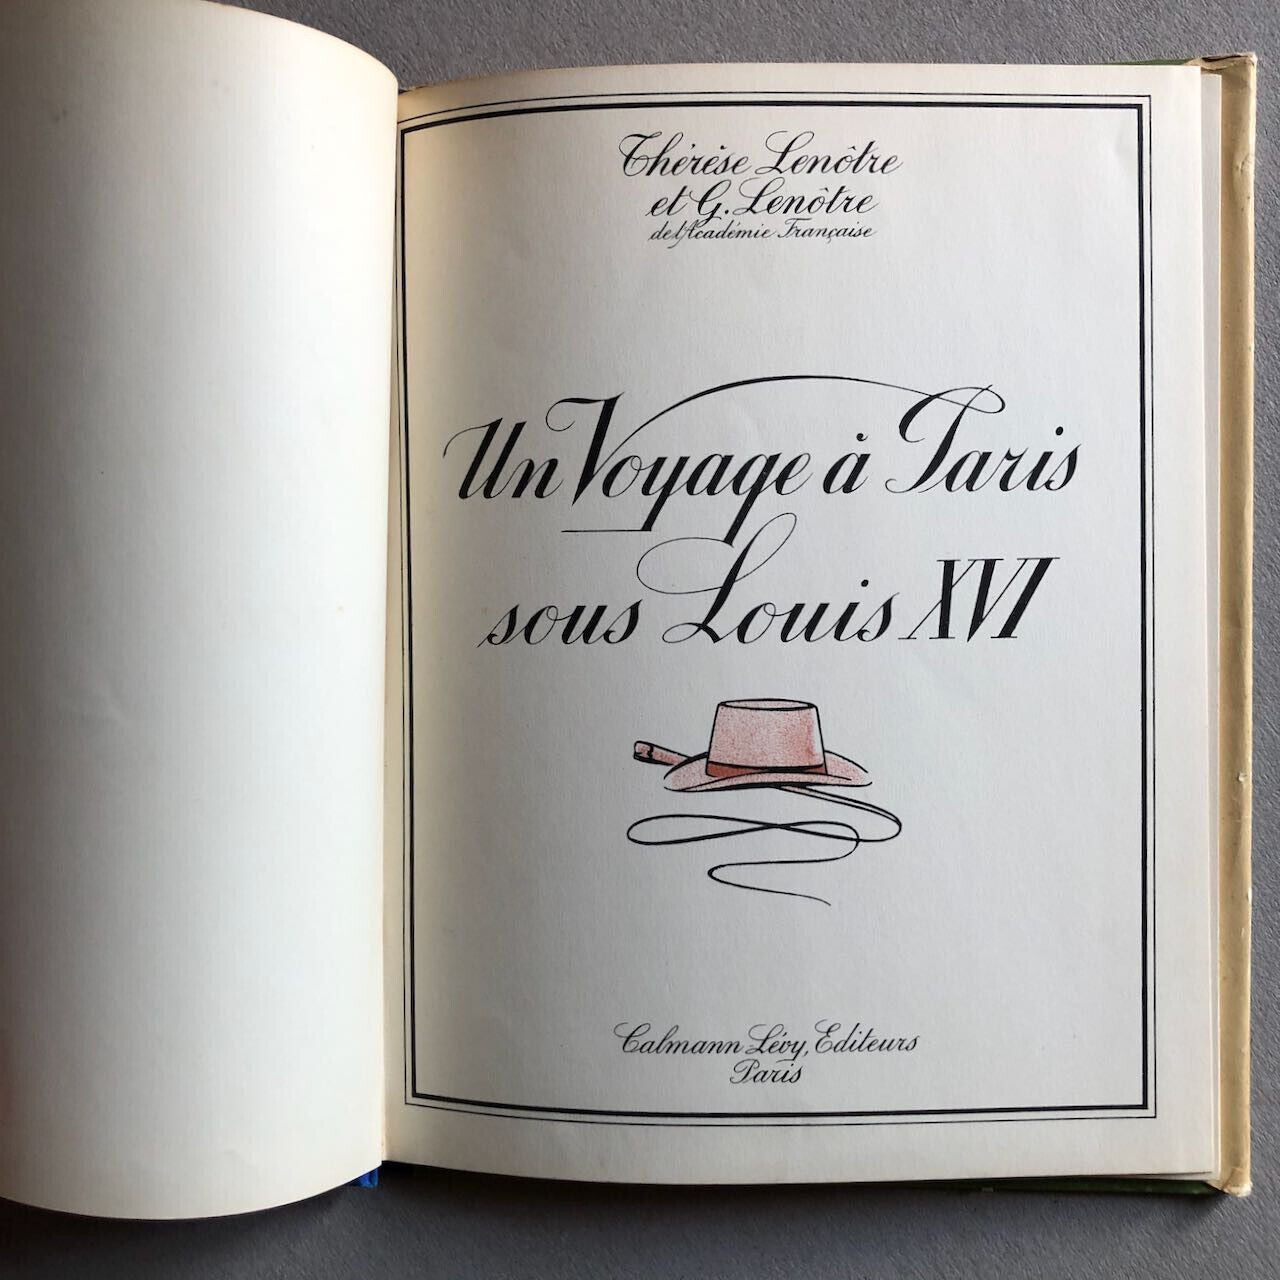 Thérèse Lenôtre
et G. Lenôtre
de l'Académie Française
Un Voyage à Paris
sous Louis XVI
Calmann-Lévy, Editeurs
Paris